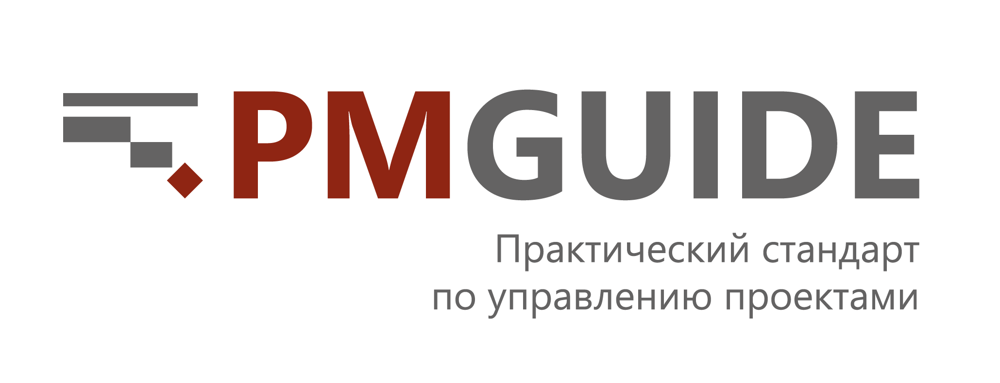 PMGUIDE
Практический стандарт
по управлению проектами